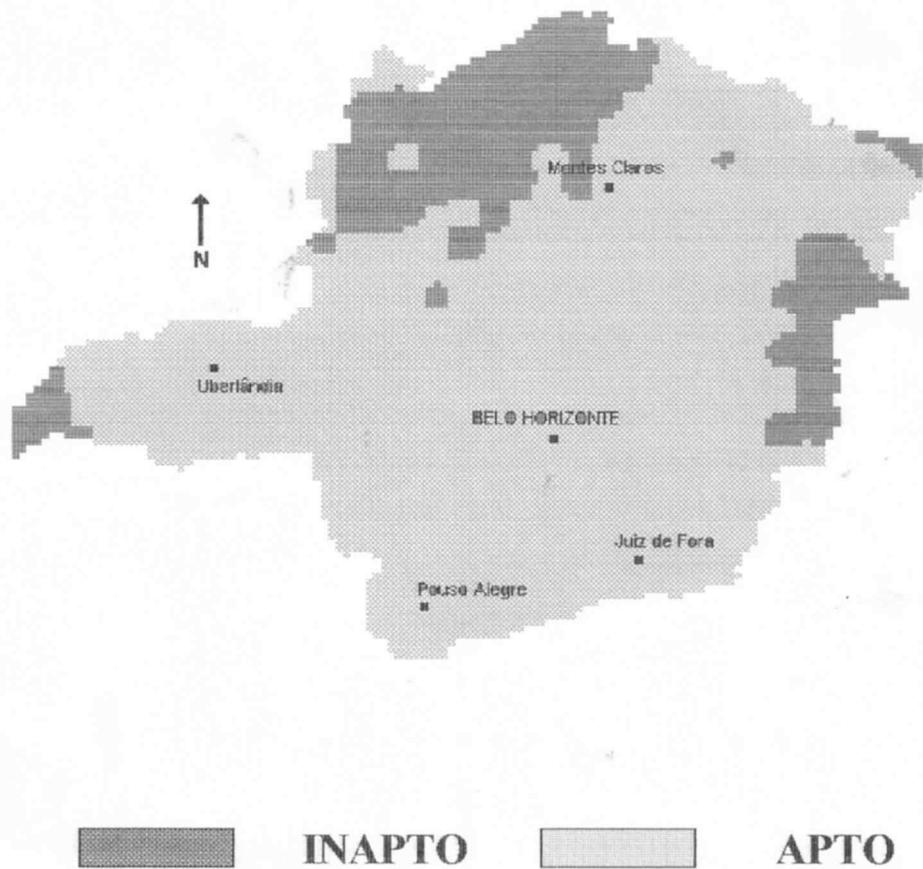 Montes Claros
N
Uberlândia
BELO HORIZONTE
Juiz de Fora
Pouso Alegre
INAPTO APTO